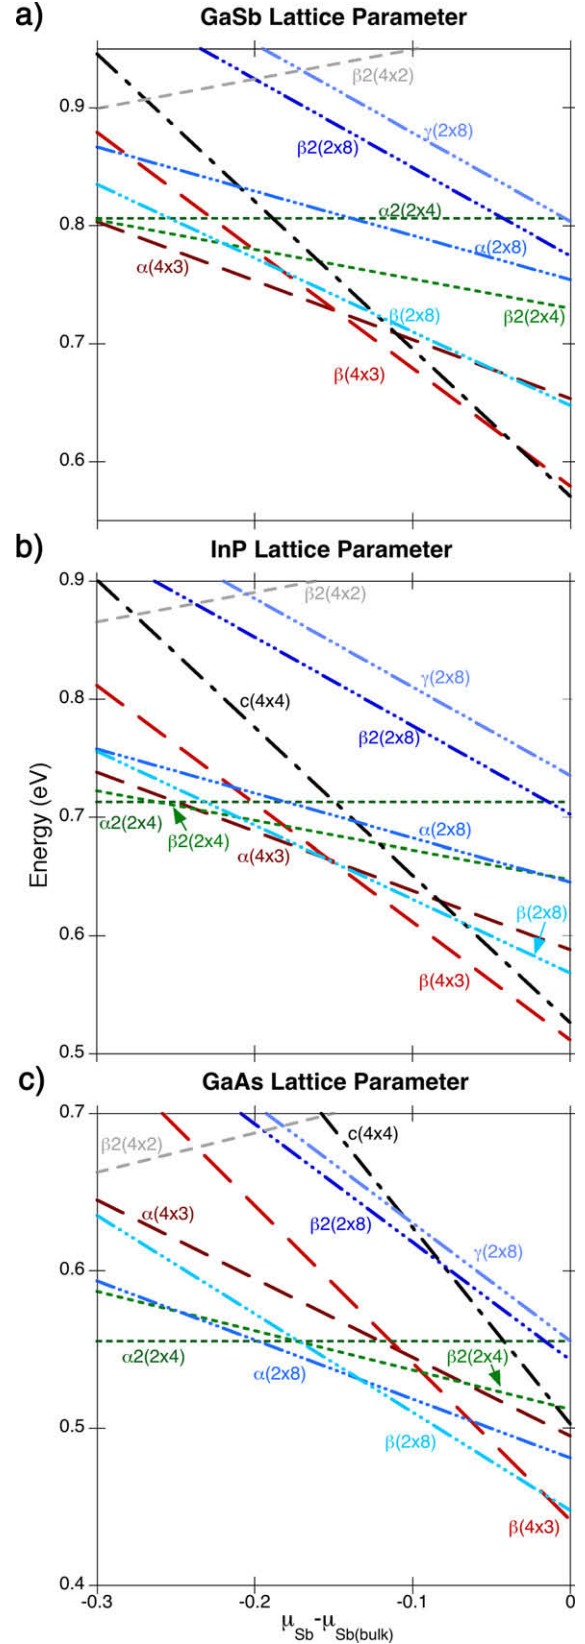 a)
GaSb Lattice Parameter
β2(4x2)
0.9
γ(2x8)
β2(2x8)
α2(2x4)
0.8
α(2x8)
α(4x3)
β(2x8)
β2(2x4)
0.7
β(4x3)
0.6
b)
InP Lattice Parameter
0.9
β2(4x2)
γ(2x8)
c(4x4)
0.8
β2(2x8)
Energy (eV)
α2(2x4)
α(2x8)
0.7
β2(2x4)
α(4x3)
β(2x8)
0.6
β(4x3)
0.5
c)
GaAs Lattice Parameter
0.7
c(4x4)
β2(4x2)
α(4x3)
β2(2x8)
γ(2x8)
0.6
α2(2x4)
β2(2x4)
α(2x8)
0.5
β(2x8)
β(4x3)
0.4
-0.3 -0.2 -0.1 0
μSb-μSb(bulk)